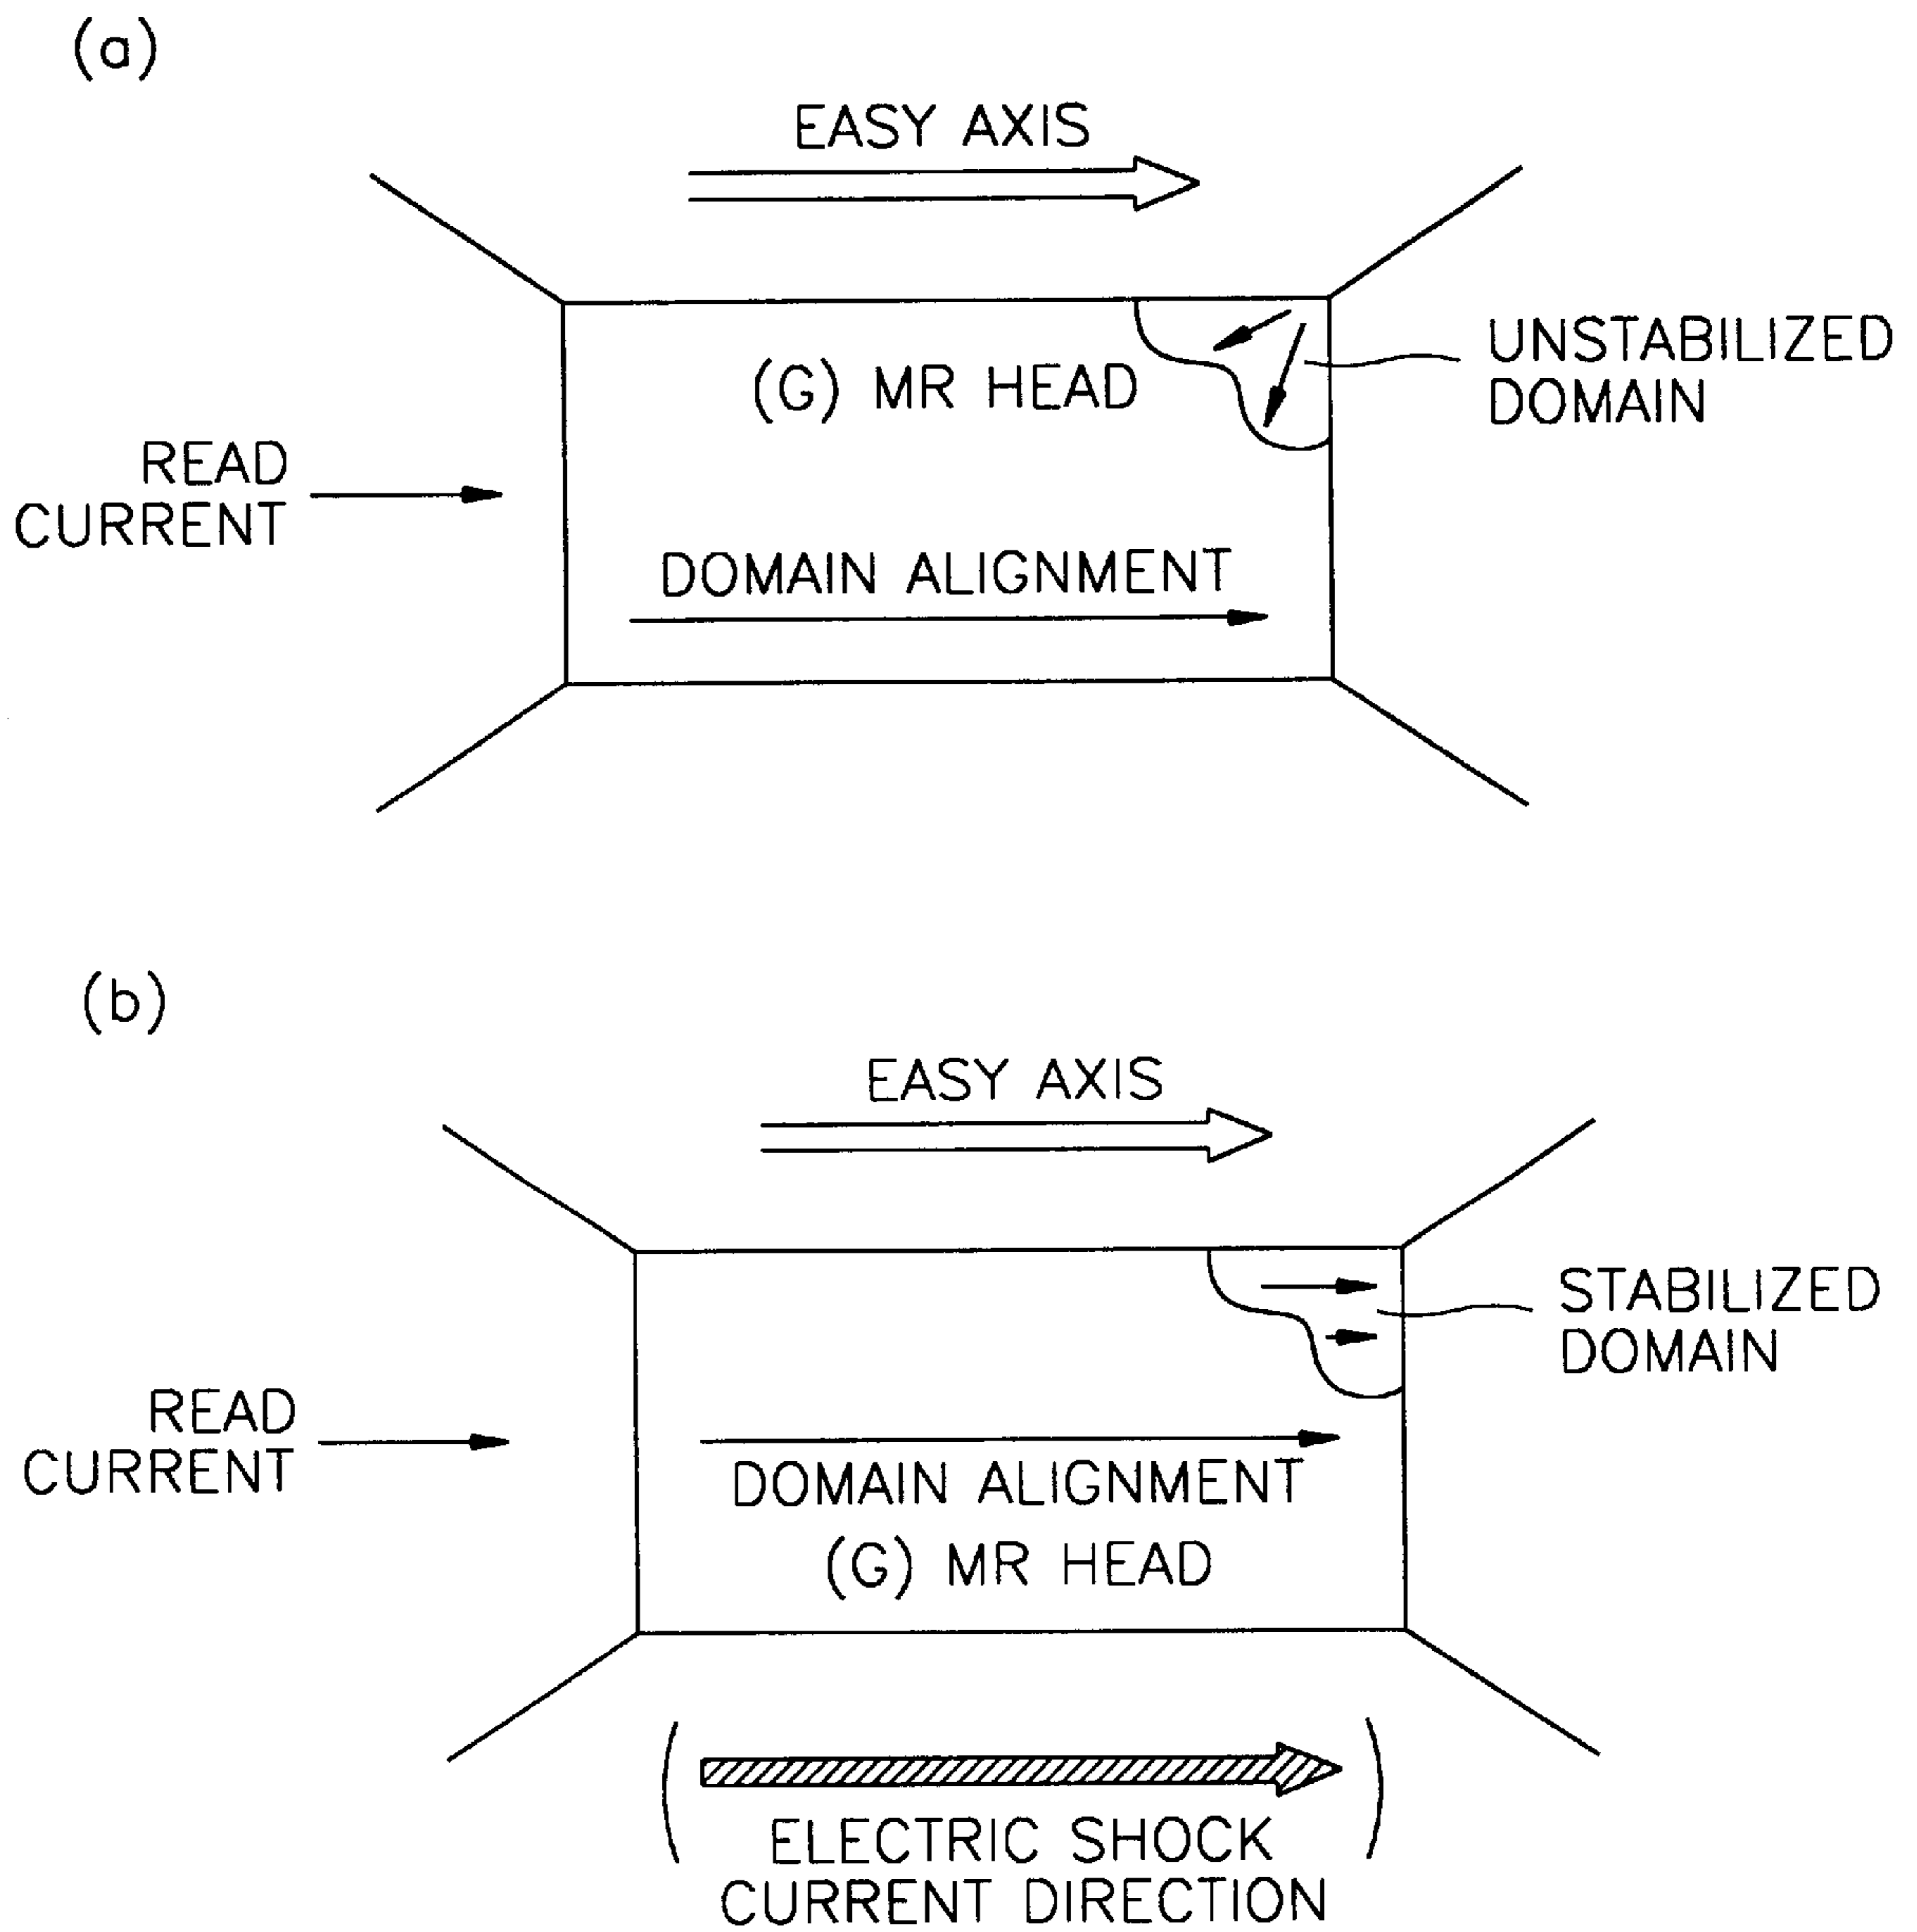 (a)
EASY AXIS
(G) MR HEAD
UNSTABILIZED
DOMAIN
READ
CURRENT
DOMAIN ALIGNMENT
(b)
EASY AXIS
STABILIZED
DOMAIN
READ
CURRENT
DOMAIN ALIGNMENT
(G) MR HEAD
ELECTRIC SHOCK
CURRENT DIRECTION